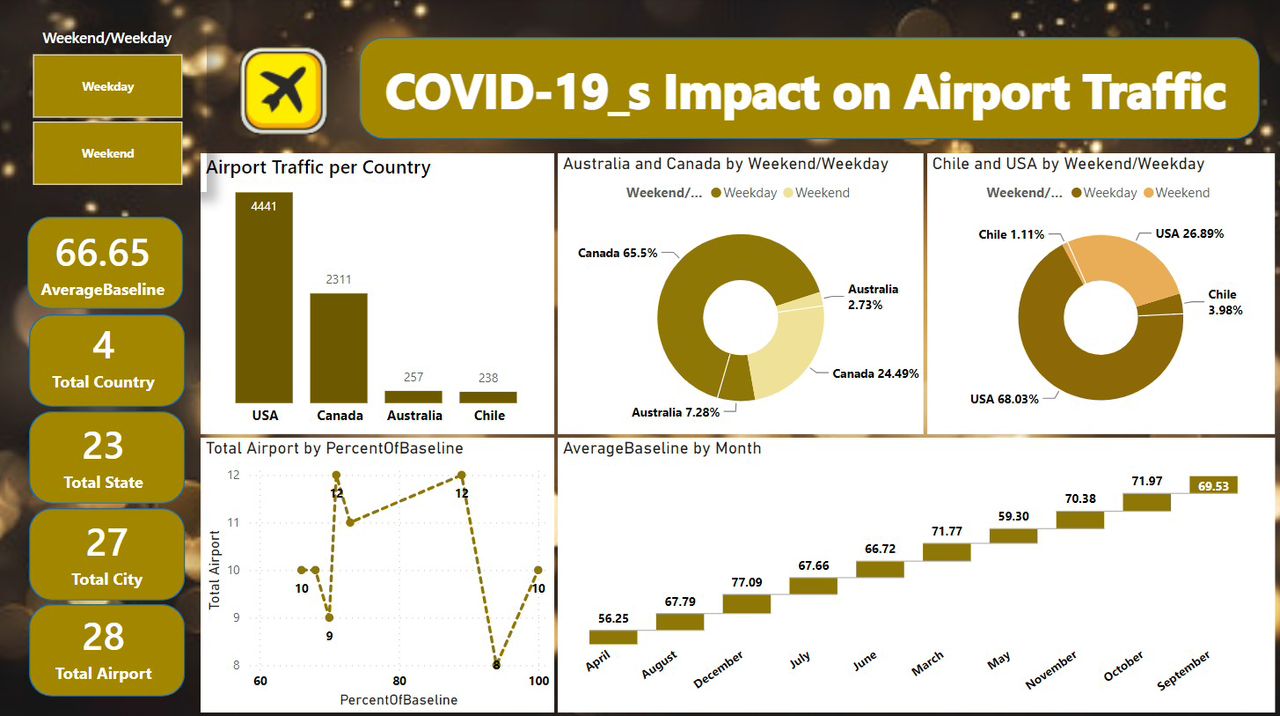 Weekend/Weekday
Weekday
Weekend
COVID-19_s Impact on Airport Traffic
66.65
AverageBaseline
4
Total Country
23
Total State
27
Total City
28
Total Airport
Airport Traffic per Country
4441
2311
257
238
USA
Canada
Australia
Chile
Australia and Canada by Weekend/Weekday
Weekend/... Weekday Weekend
Canada 65.5%
Australia
2.73%
Canada 24.49%
Australia 7.28%
Chile and USA by Weekend/Weekday
Weekend/... Weekday Weekend
Chile 1.11%
USA 26.89%
Chile
3.98%
USA 68.03%
Total Airport by PercentOfBaseline
Total Airport
12
11
10
9
8
12
12
10
9
8
10
60
80
100
PercentOfBaseline
AverageBaseline by Month
56.25
67.79
77.09
67.66
66.72
71.77
59.30
70.38
71.97
69.53
April
August
December
July
June
March
May
November
October
September